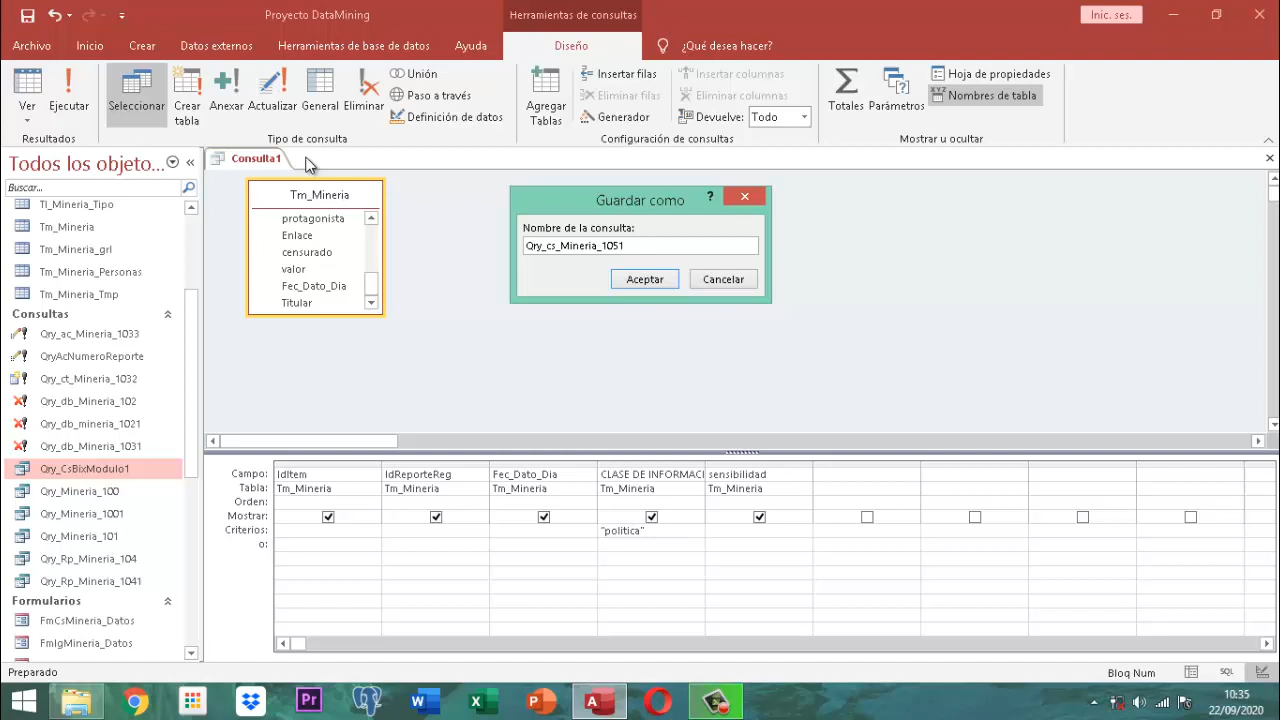 Proyecto DataMining
Herramientas de consultas
Inic. ses.
Archivo
Inicio
Crear
Datos externos
Herramientas de base de datos
Ayuda
Diseño
¿Qué desea hacer?
Ver
Ejecutar
Seleccionar
Crear tabla
Anexar
Actualizar
General
Eliminar
Unión
Paso a través
Definición de datos
Agregar Tablas
Insertar filas
Eliminar filas
Generador
Insertar columnas
Eliminar columnas
Devuelve: Todo
Totales
Parámetros
Hoja de propiedades
XYZ Nombres de tabla
Resultados
Tipo de consulta
Configuración de consultas
Mostrar u ocultar
Todos los objeto...
Buscar...
Tl_Mineria_Tipo
Tm_Mineria
Tm_Mineria_grl
Tm_Mineria_Personas
Tm_Mineria_Tmp
Consultas
Qry_ac_Mineria_1033
QryAcNumeroReporte
Qry_ct_Mineria_1032
Qry_db_Mineria_102
Qry_db_mineria_1021
Qry_db_Mineria_1031
Qry_CsBixModulo1
Qry_Mineria_100
Qry_Mineria_1001
Qry_Mineria_101
Qry_Rp_Mineria_104
Qry_Rp_Mineria_1041
Formularios
FmCsMineria_Datos
FmIgMineria_Datos
Consulta1
Tm_Mineria
protagonista
Enlace
censurado
valor
Fec_Dato_Dia
Titular
Guardar como
?
Nombre de la consulta:
Qry_cs_Mineria_1051
Aceptar
Cancelar
Campo: IdItem IdReporteReg Fec_Dato_Dia CLASE DE INFORMACI sensibilidad
Tabla: Tm_Mineria Tm_Mineria Tm_Mineria Tm_Mineria Tm_Mineria
Orden:
Mostrar:
Criterios: "politica"
o:
Preparado
Bloq Num
SQL
Pr
10:35
22/09/2020